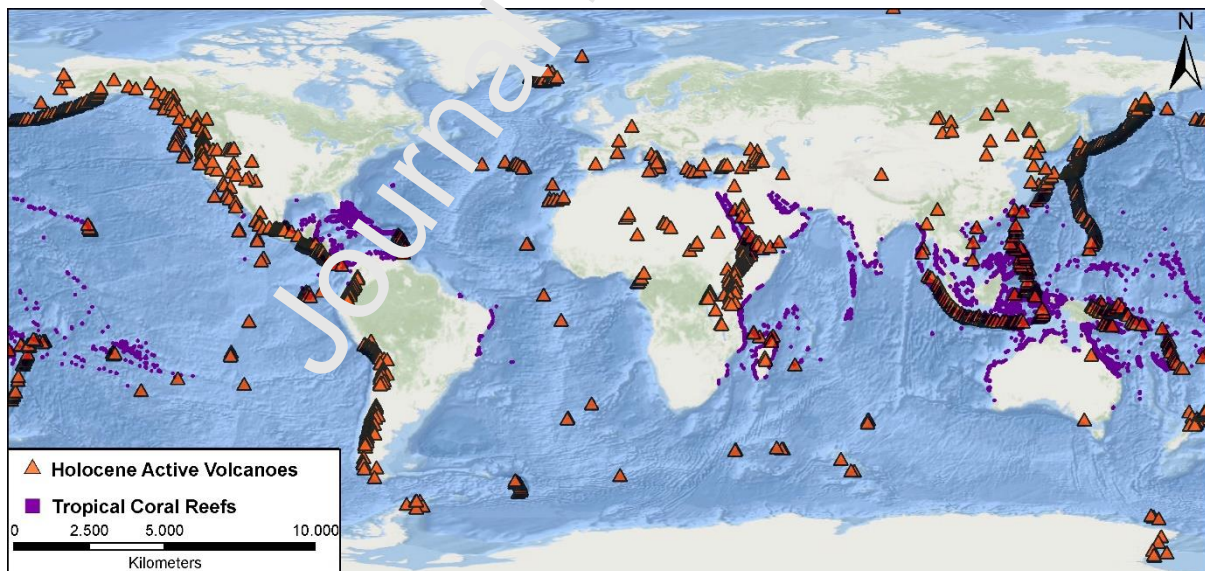 Journal
N
Holocene Active Volcanoes
Tropical Coral Reefs
0 2.500 5.000 10.000
Kilometers